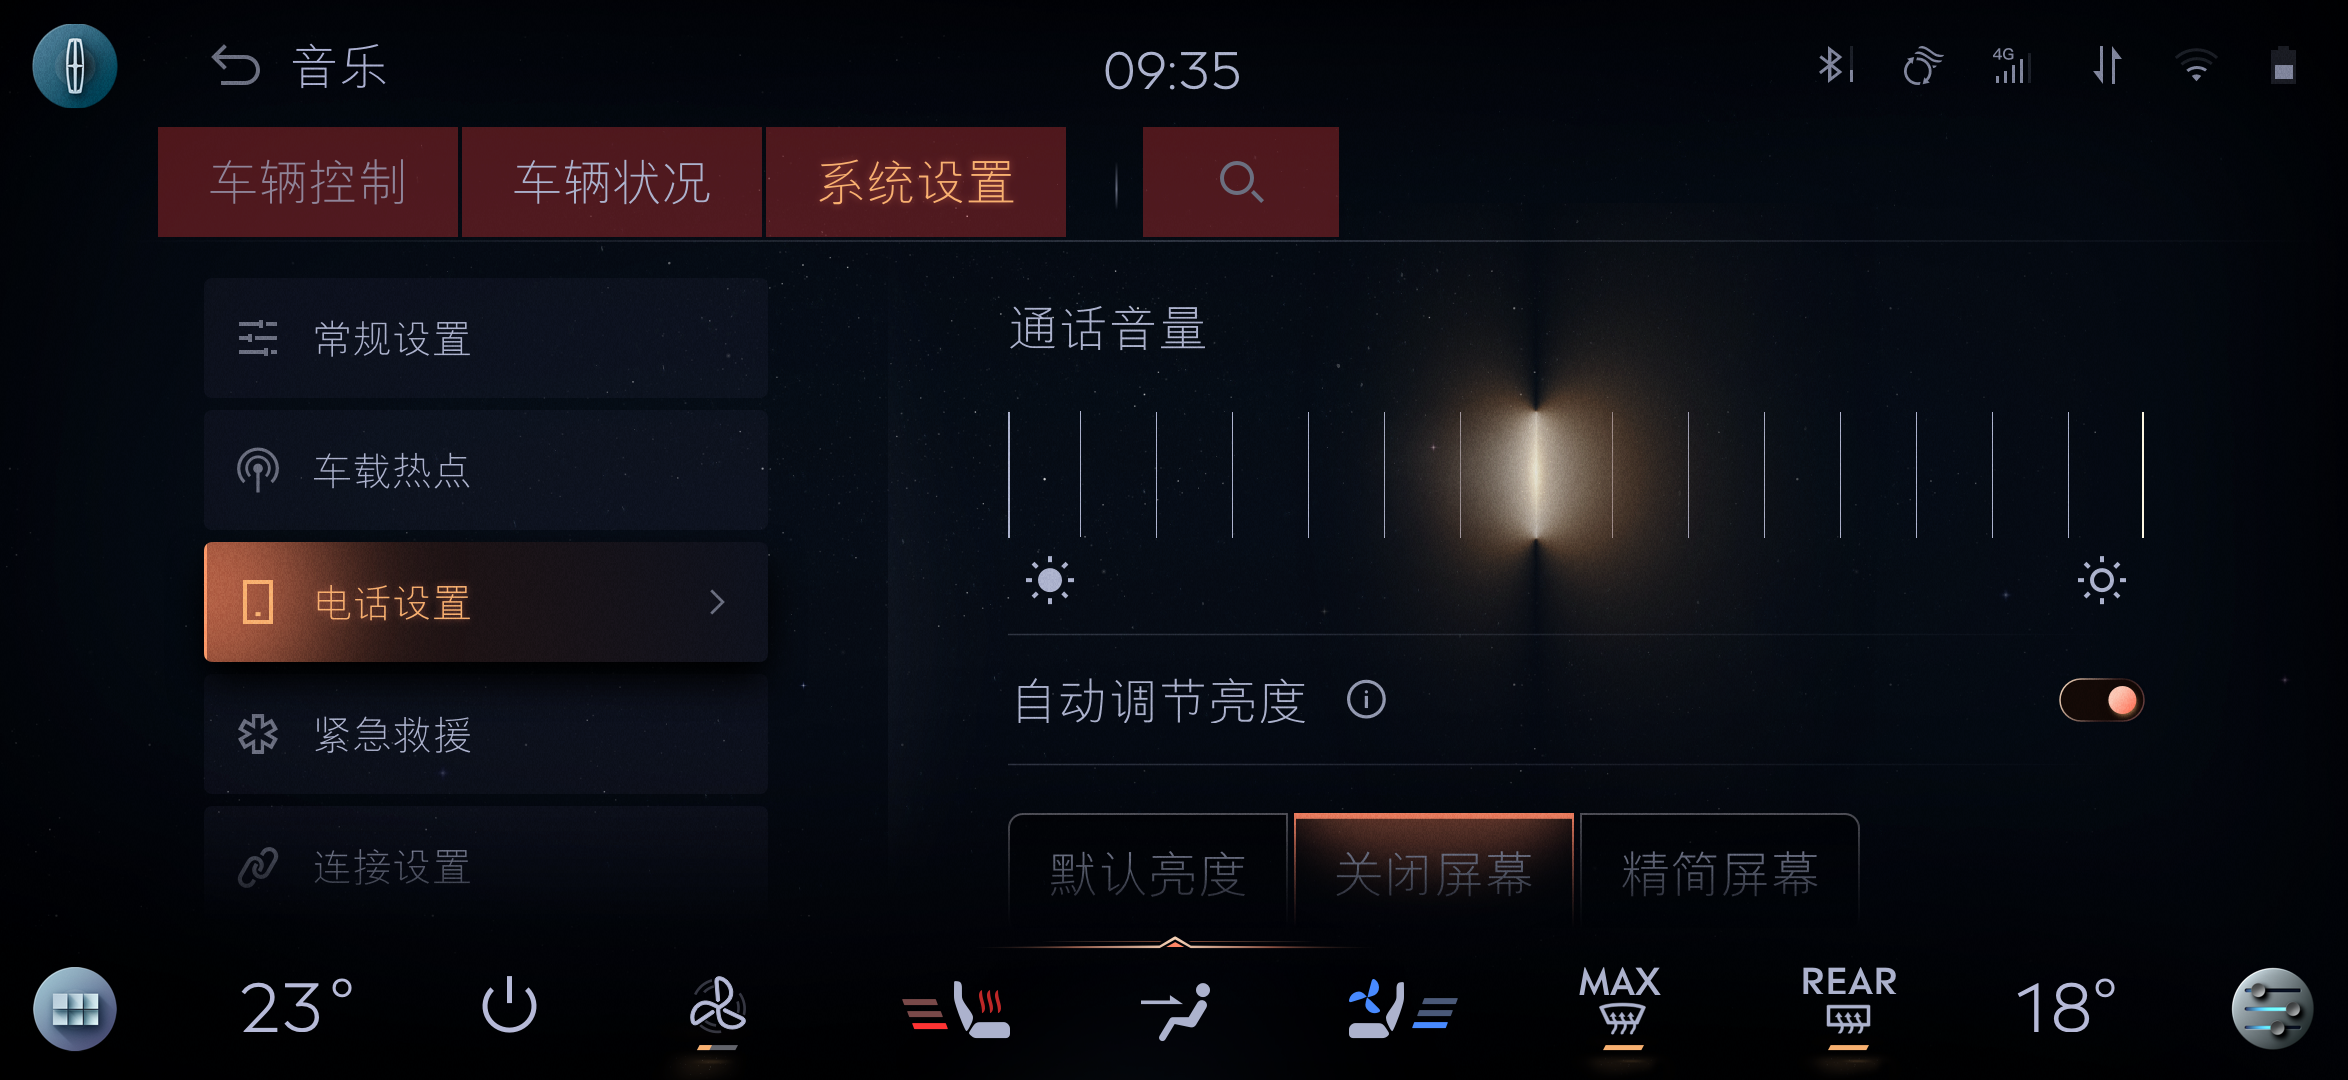 音乐
09:35
4G
车辆控制
车辆状况
系统设置
常规设置
车载热点
电话设置
紧急救援
连接设置
通话音量
自动调节亮度
默认亮度
关闭屏幕
精简屏幕
23°
MAX
REAR
18°